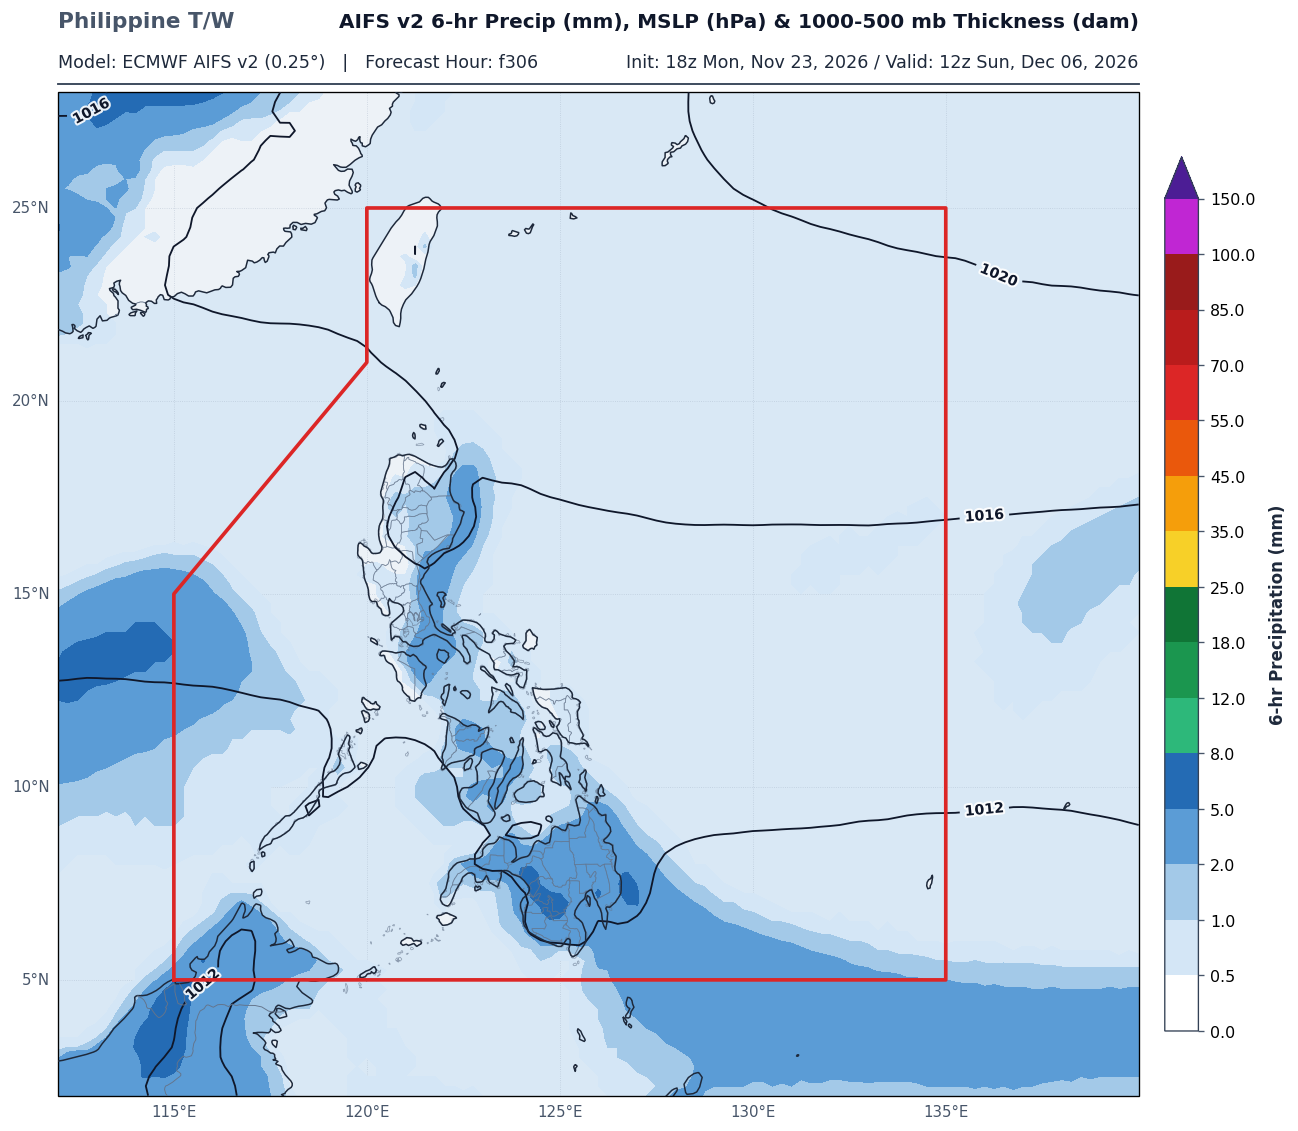 Philippine T/W
AIFS v2 6-hr Precip (mm), MSLP (hPa) & 1000-500 mb Thickness (dam)
Model: ECMWF AIFS v2 (0.25°) | Forecast Hour: f306
Init: 18z Mon, Nov 23, 2026 / Valid: 12z Sun, Dec 06, 2026
1016
1020
1016
1012
1012
25°N
20°N
15°N
10°N
5°N
115°E
120°E
125°E
130°E
135°E
150.0
100.0
85.0
70.0
55.0
45.0
35.0
25.0
18.0
12.0
8.0
5.0
2.0
1.0
0.5
0.0
6-hr Precipitation (mm)